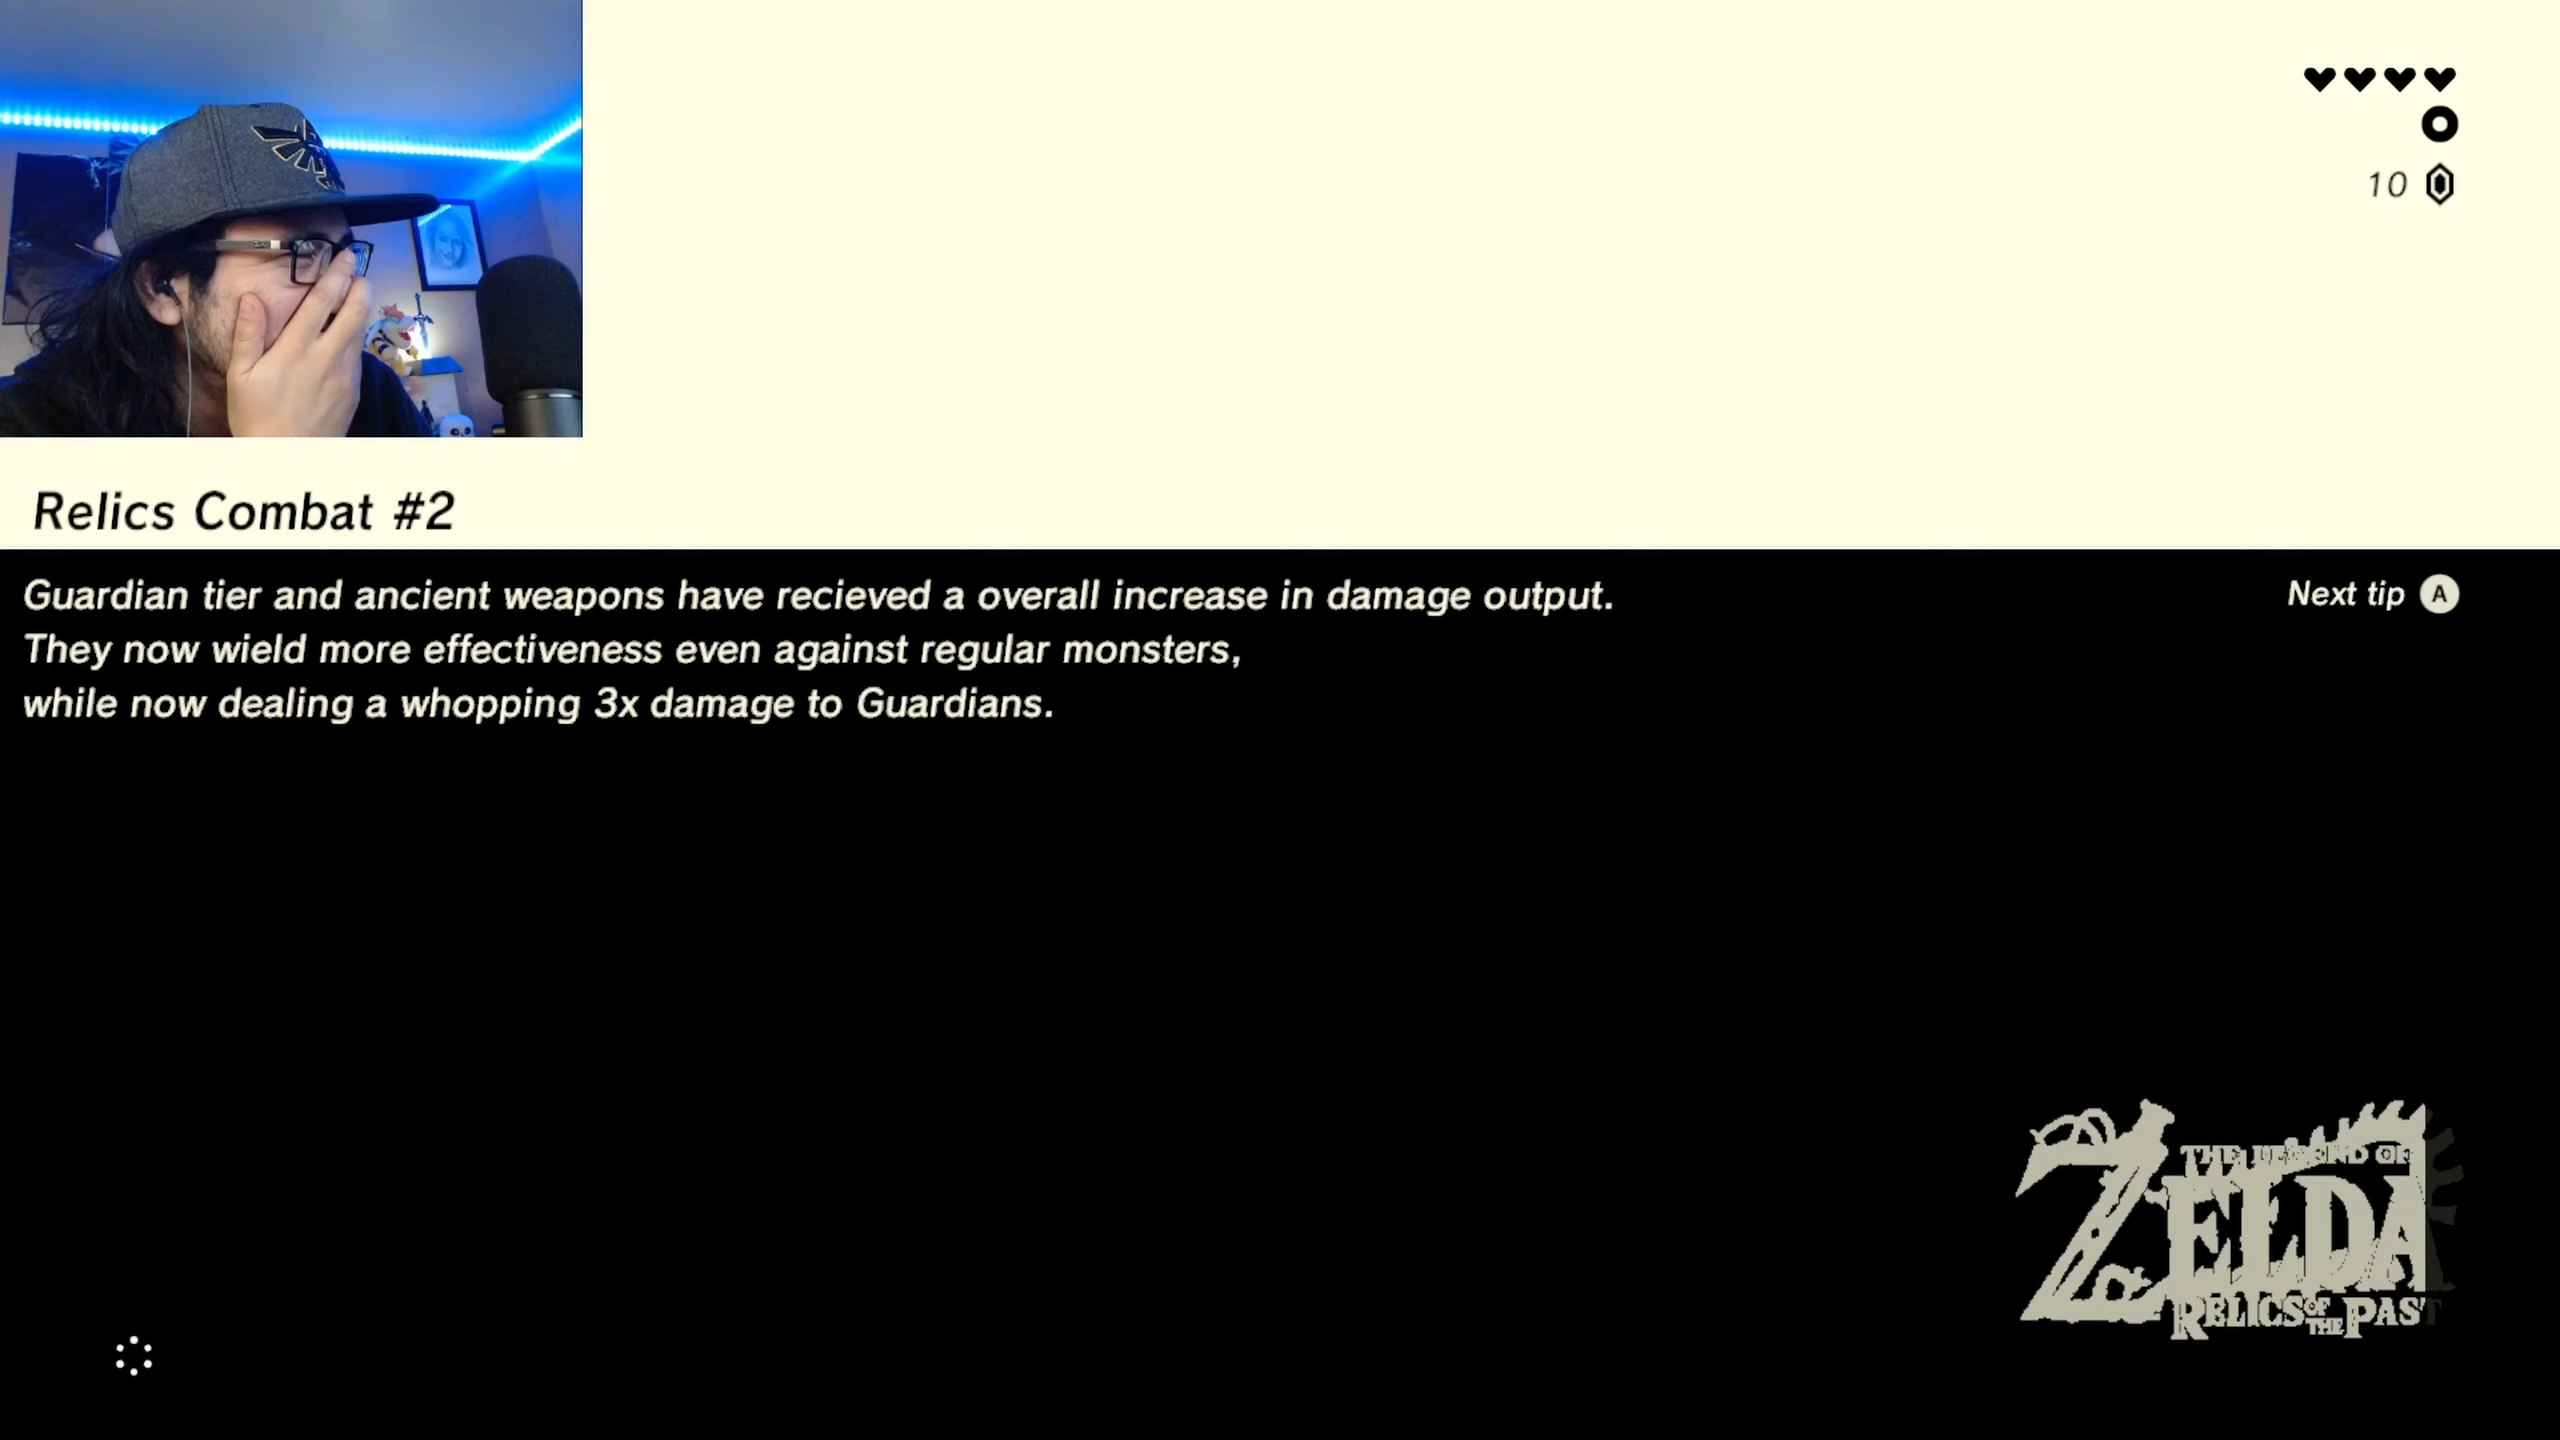 10
Relics Combat #2
Guardian tier and ancient weapons have recieved a overall increase in damage output.
Next tip A
They now wield more effectiveness even against regular monsters,
while now dealing a whopping 3x damage to Guardians.
THE LEGEND OF
ZELDA
RELICS OF THE PAST